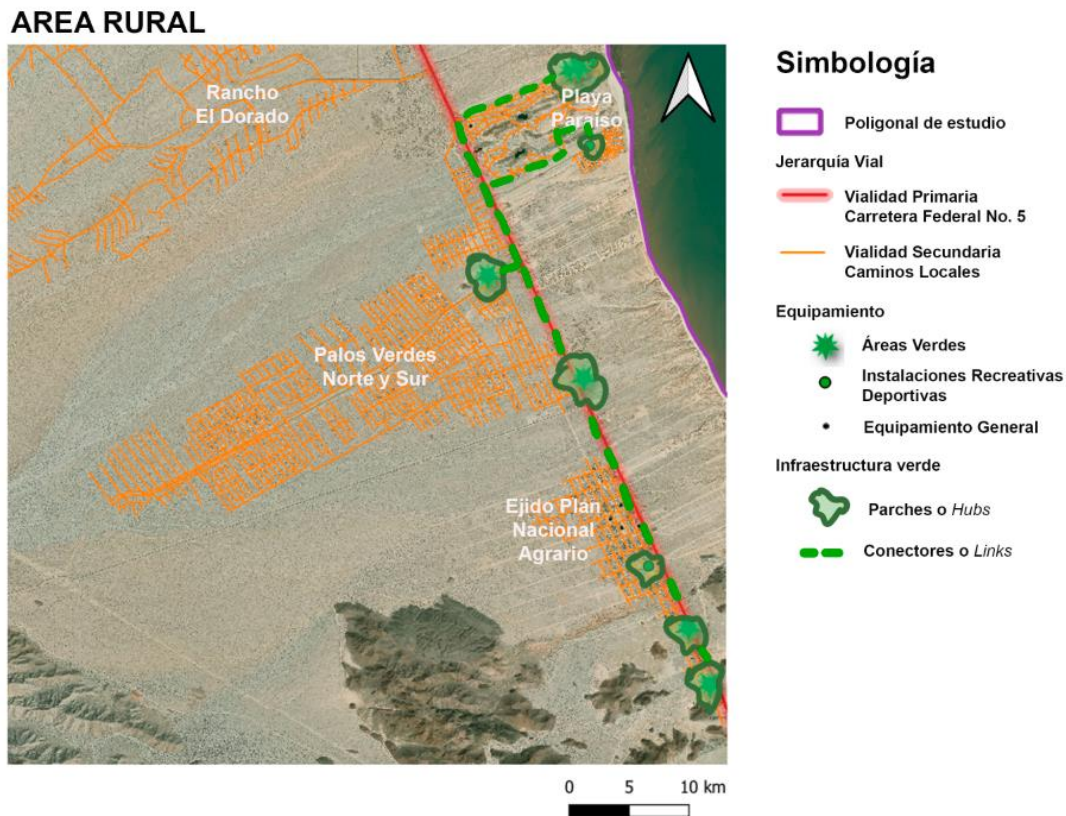 AREA RURAL
Rancho
El Dorado
Playa
Paraíso
Palos Verdes
Norte y Sur
Ejido Plan
Nacional
Agrario
0 5 10 km
Simbología
Poligonal de estudio
Jerarquía Vial
Vialidad Primaria
Carretera Federal No. 5
Vialidad Secundaria
Caminos Locales
Equipamiento
Áreas Verdes
Instalaciones Recreativas
Deportivas
Equipamiento General
Infraestructura verde
Parches o Hubs
Conectores o Links